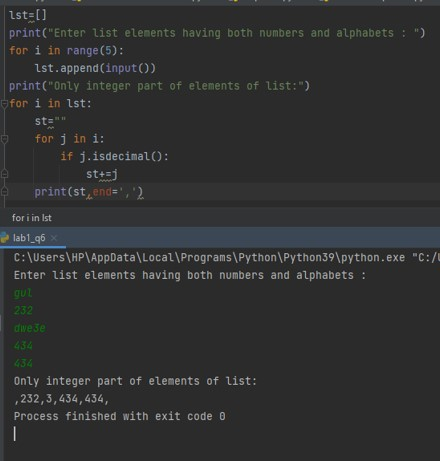 lst=[]
print("Enter list elements having both numbers and alphabets : ")
for i in range(5):
    lst.append(input())
print("Only integer part of elements of list:")
for i in lst:
    st=""
    for j in i:
        if j.isdecimal():
            st+=j
    print(st,end=',')
for i in lst
lab1_q6 ×
C:\Users\HP\AppData\Local\Programs\Python\Python39\python.exe "C:/U
Enter list elements having both numbers and alphabets :
gul
232
dwe3e
434
434
Only integer part of elements of list:
,232,3,434,434,
Process finished with exit code 0